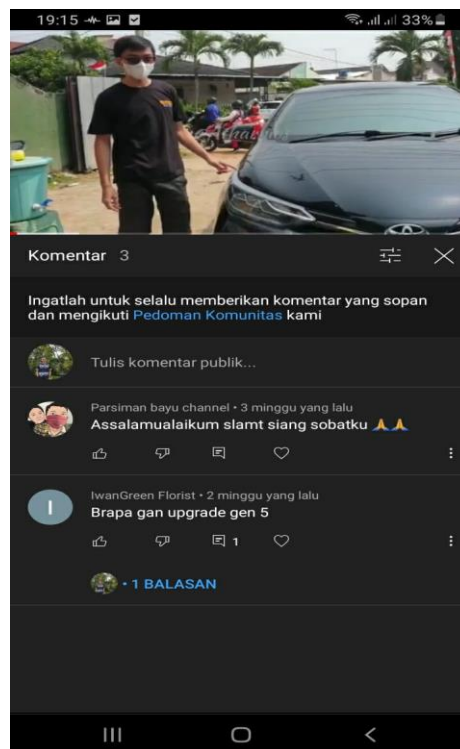 19:15
33%
Komentar 3
Ingatlah untuk selalu memberikan komentar yang sopan
dan mengikuti Pedoman Komunitas kami
Tulis komentar publik...
Parsiman bayu channel • 3 minggu yang lalu
Assalamualaikum slamt siang sobatku 🙏🙏
I
IwanGreen Florist • 2 minggu yang lalu
Brapa gan upgrade gen 5
1
• 1 BALASAN